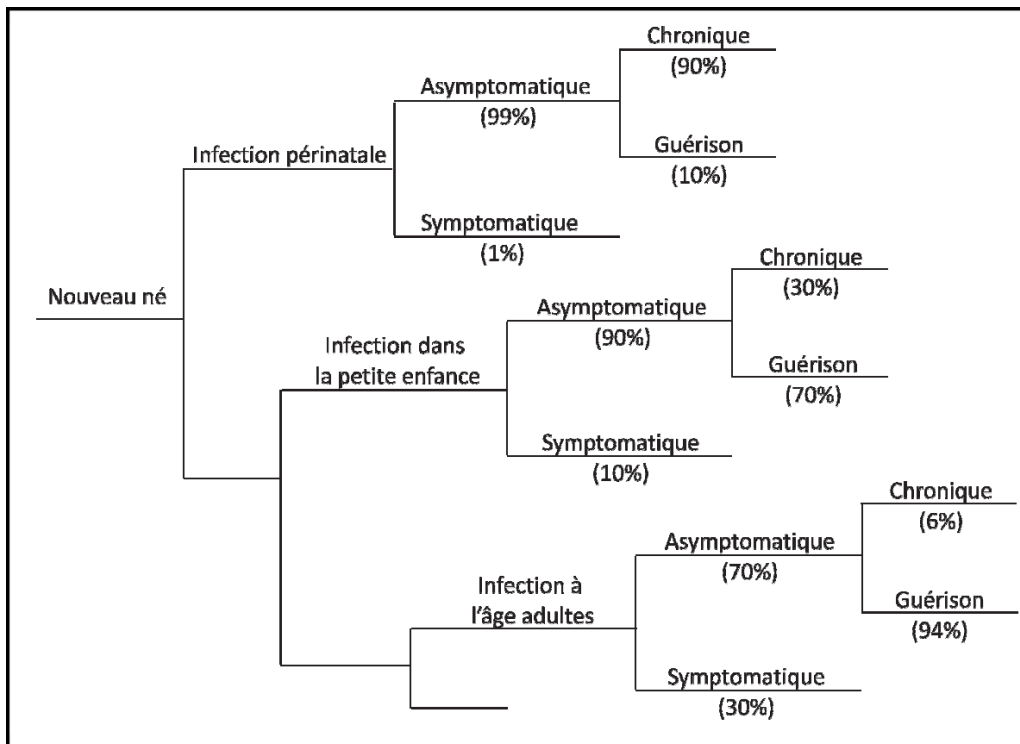 Chronique
(90%)
Asymptomatique
(99%)
Guérison
(10%)
Infection périnatale
Symptomatique
(1%)
Nouveau né
Chronique
(30%)
Asymptomatique
(90%)
Guérison
(70%)
Infection dans
la petite enfance
Symptomatique
(10%)
Chronique
(6%)
Asymptomatique
(70%)
Guérison
(94%)
Infection à
l'âge adultes
Symptomatique
(30%)